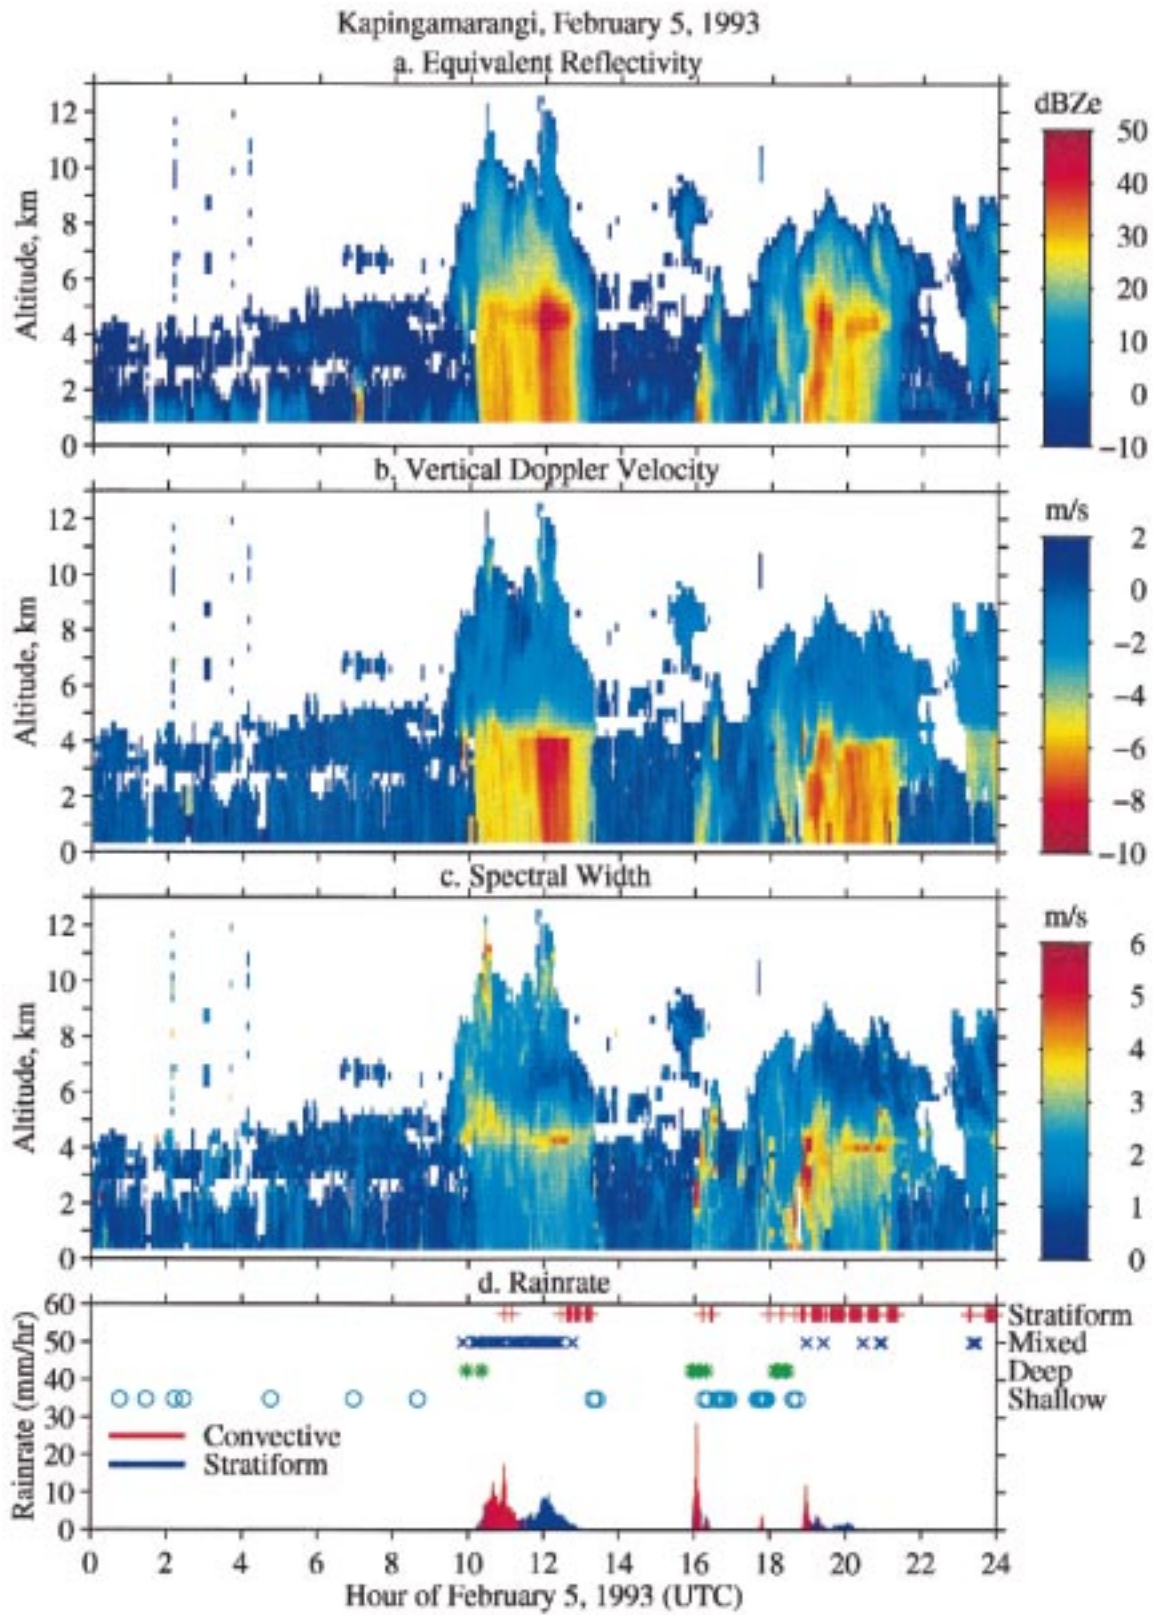 Kapingamarangi, February 5, 1993
a. Equivalent Reflectivity
dBZe
12
10
8
6
4
2
0
Altitude, km
50
40
30
20
10
0
−10
b. Vertical Doppler Velocity
m/s
12
10
8
6
4
2
0
Altitude, km
2
0
−2
−4
−6
−8
−10
c. Spectral Width
m/s
12
10
8
6
4
2
0
Altitude, km
6
5
4
3
2
1
0
d. Rainrate
60
50
40
30
20
10
0
Rainrate (mm/hr)
Stratiform
Mixed
Deep
Shallow
Convective
Stratiform
0 2 4 6 8 10 12 14 16 18 20 22 24
Hour of February 5, 1993 (UTC)